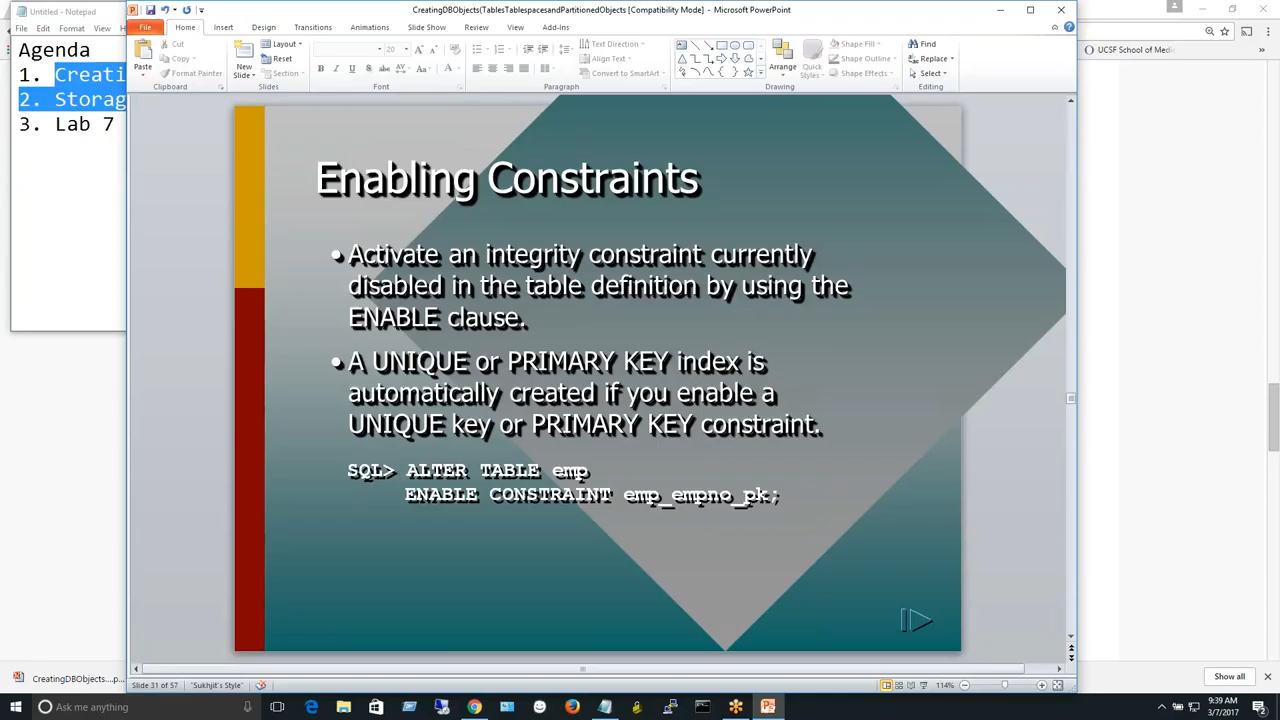 Untitled - Notepad
File
Edit
Format
Agenda
1. Creati
2. Storag
3. Lab 7
CreatingDBObjects(TablesTablespacesandPartitionedObjects [Compatibility Mode] - Microsoft PowerPoint
File Home Insert Design Transitions Animations Slide Show Review View Add-Ins
Paste
Cut
Copy
Format Painter
Clipboard
New
Slide
Layout
Reset
Section
Slides
20
Font
Text Direction
Align Text
Convert to SmartArt
Paragraph
Arrange
Quick
Styles
Shape Fill
Shape Outline
Shape Effects
Drawing
Find
Replace
Select
Editing
UCSF School of Medi
Enabling Constraints
• Activate an integrity constraint currently
disabled in the table definition by using the
ENABLE clause.
• A UNIQUE or PRIMARY KEY index is
automatically created if you enable a
UNIQUE key or PRIMARY KEY constraint.
SQL> ALTER TABLE emp
ENABLE CONSTRAINT emp_empno_pk;
Slide 31 of 57
"Sukhjit's Style"
114%
CreatingDBObjects....p...
Show all
Ask me anything
9:39 AM
3/7/2017
2